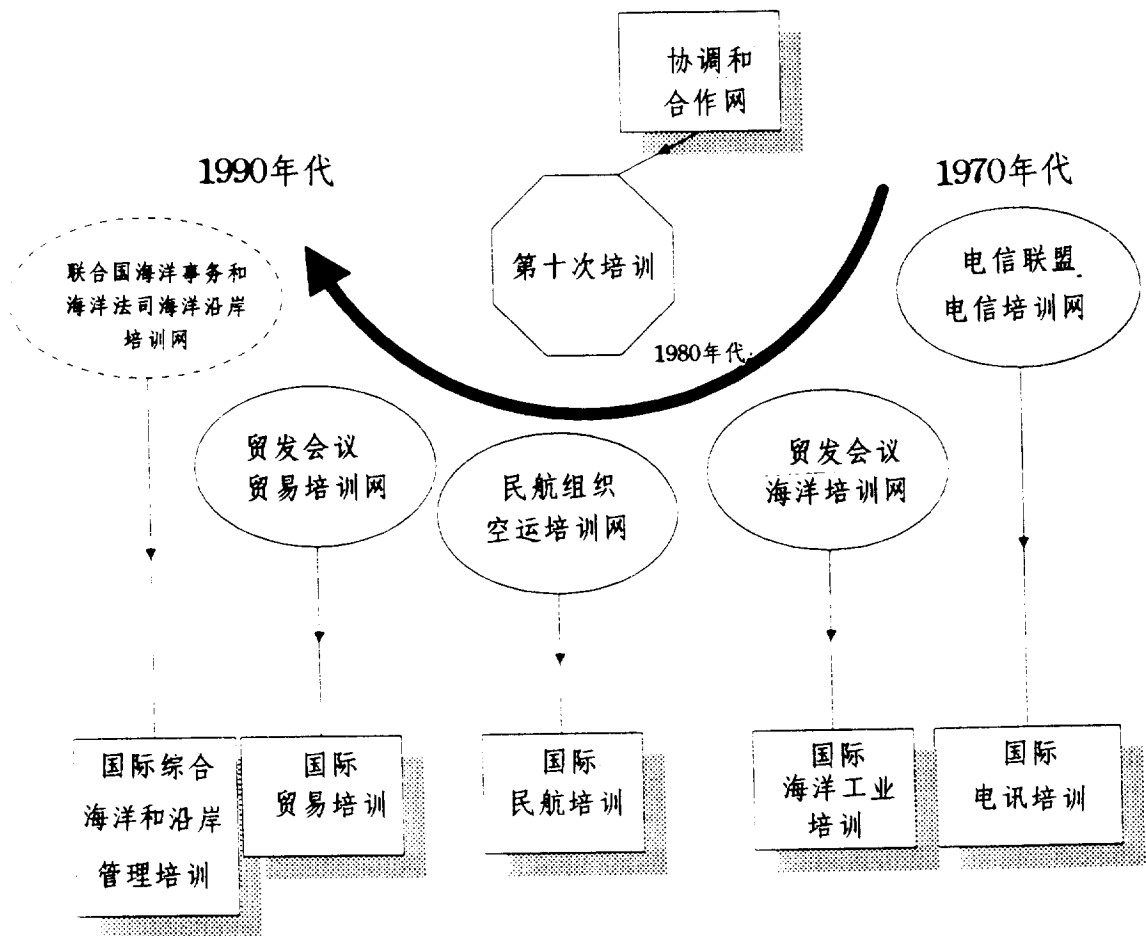 协调和
合作网
1990年代
1970年代
第十次培训
1980年代
联合国海洋事务和
海洋法司海洋沿岸
培训网
电信联盟
电信培训网
贸发会议
贸易培训网
民航组织
空运培训网
贸发会议
海洋培训网
国际综合
海洋和沿岸
管理培训
国际
贸易培训
国际
民航培训
国际
海洋工业
培训
国际
电讯培训